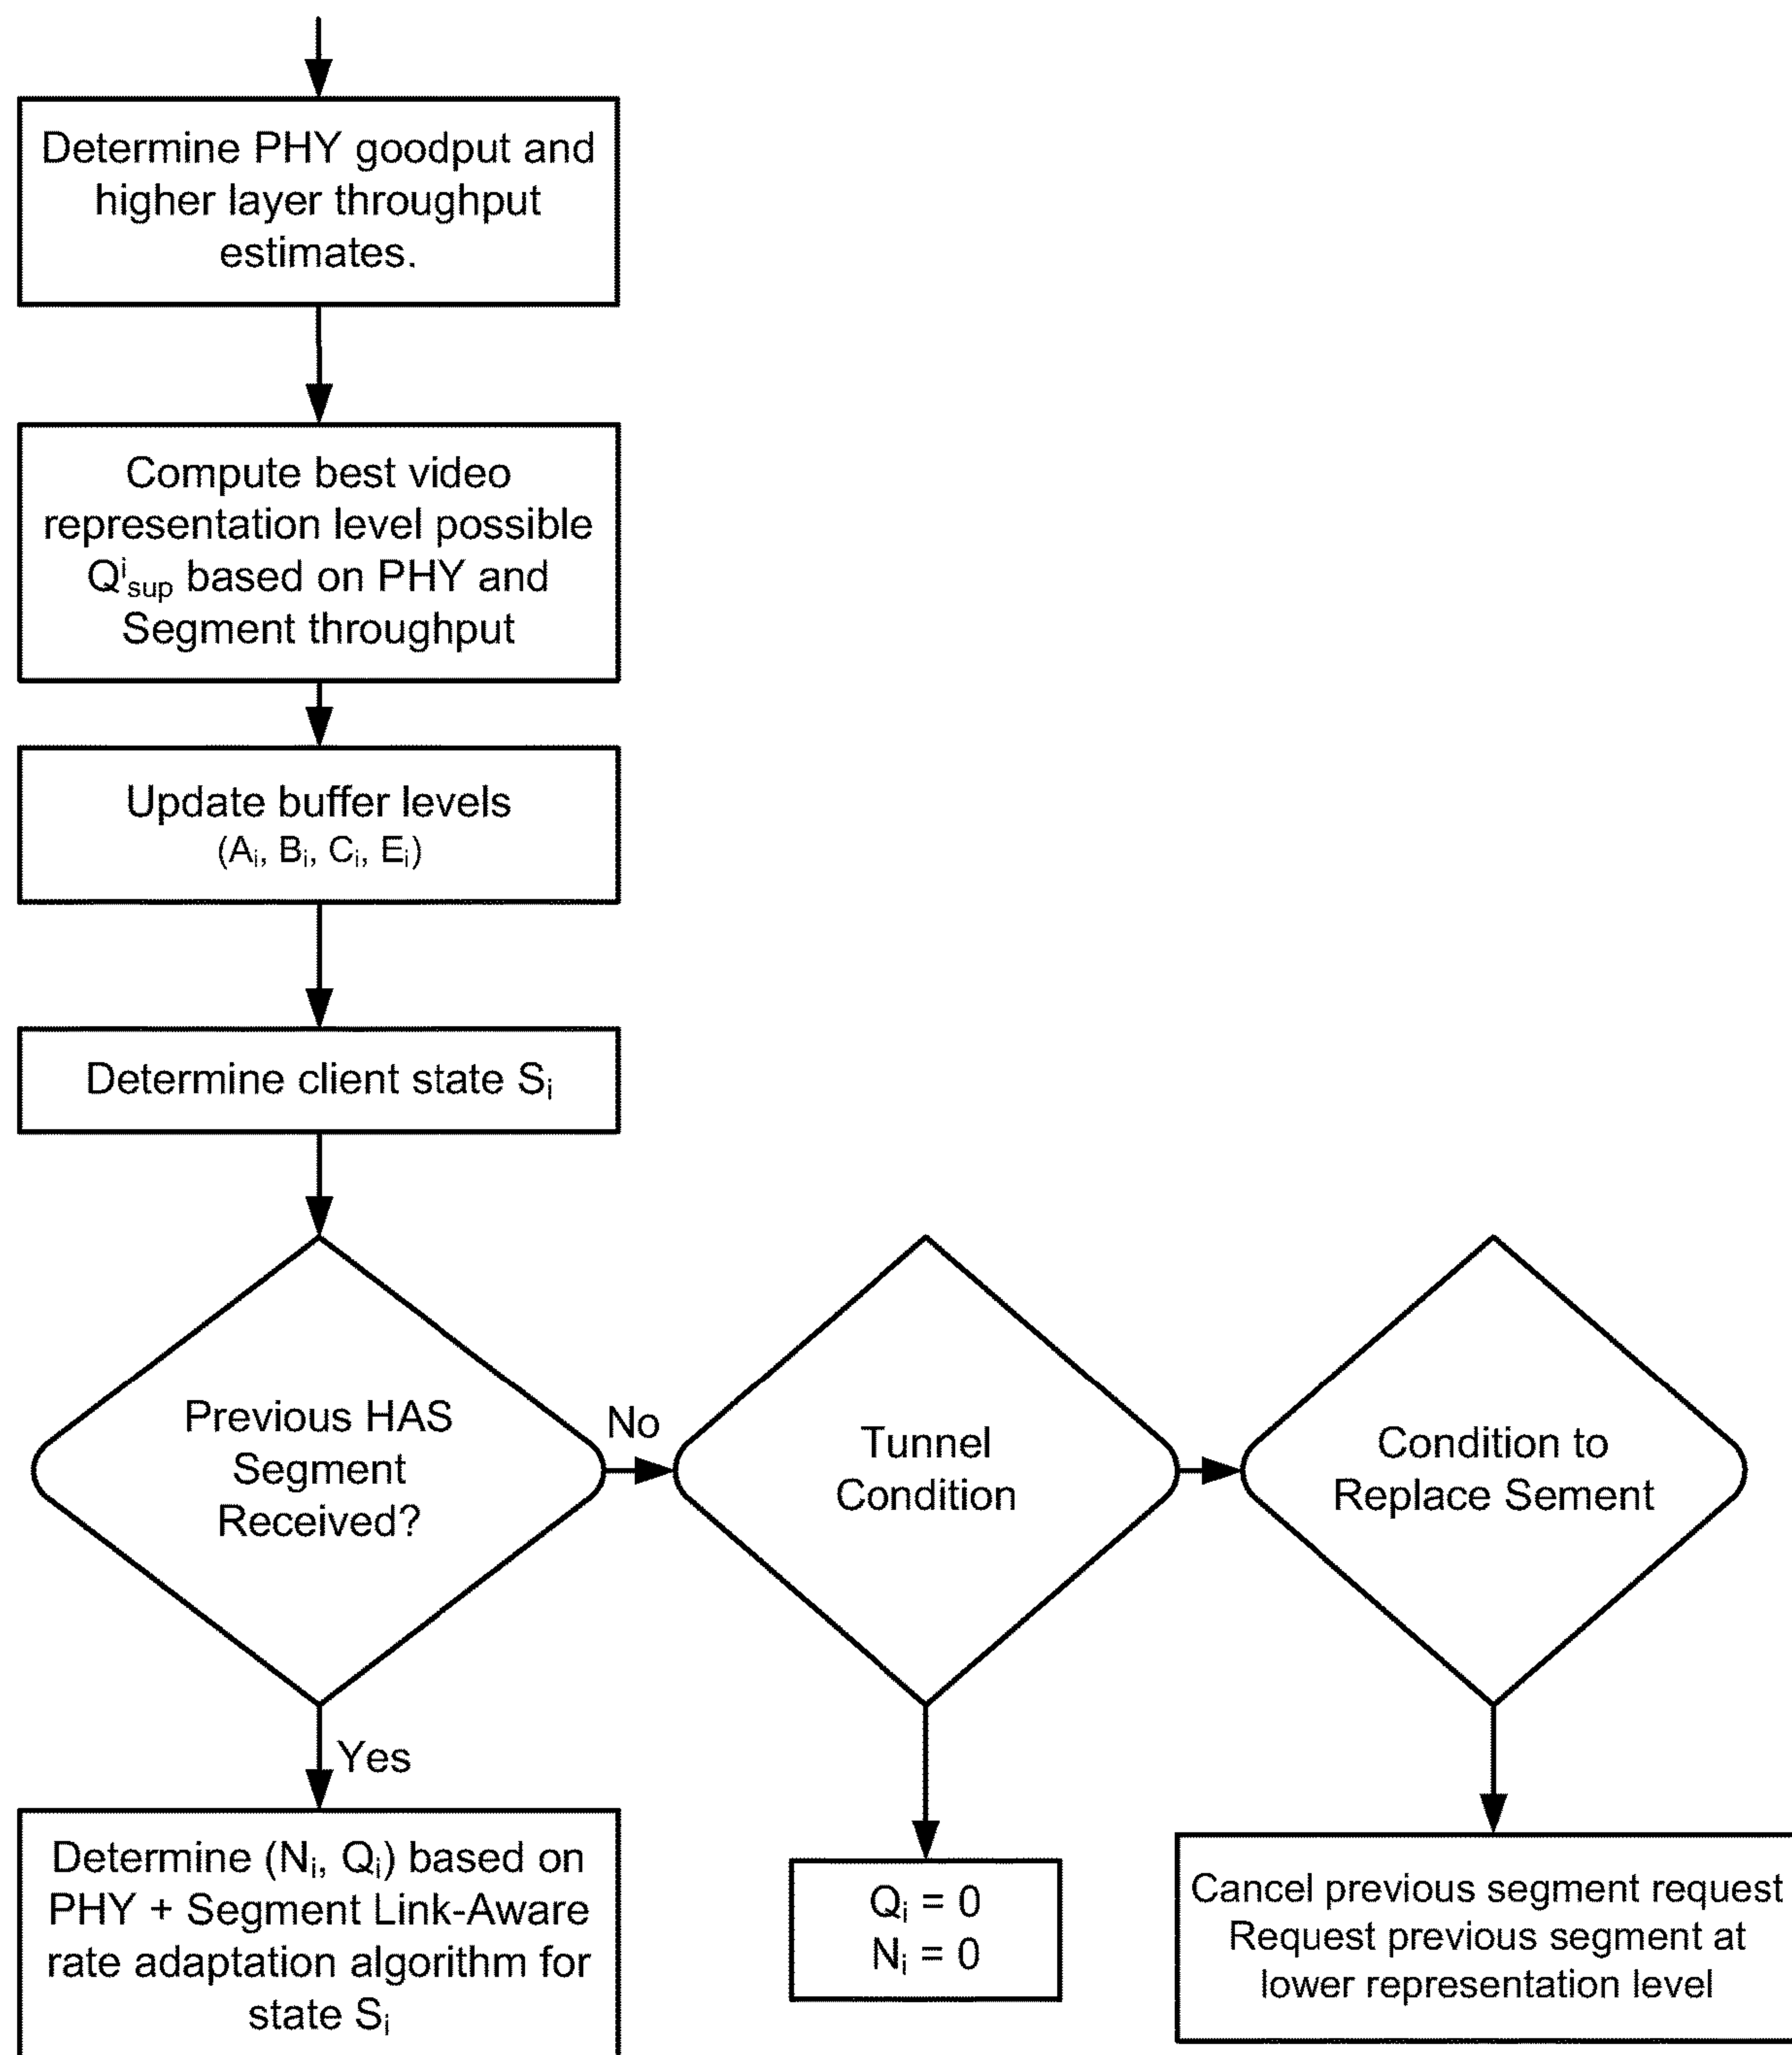 Determine PHY goodput and
higher layer throughput
estimates.
Compute best video
representation level possible
Qⁱsup based on PHY and
Segment throughput
Update buffer levels
(Aᵢ, Bᵢ, Cᵢ, Eᵢ)
Determine client state Sᵢ
Previous HAS
Segment
Received?
No
Tunnel
Condition
Condition to
Replace Sement
Yes
Determine (Nᵢ, Qᵢ) based on
PHY + Segment Link-Aware
rate adaptation algorithm for
state Sᵢ
Qᵢ = 0
Nᵢ = 0
Cancel previous segment request
Request previous segment at
lower representation level